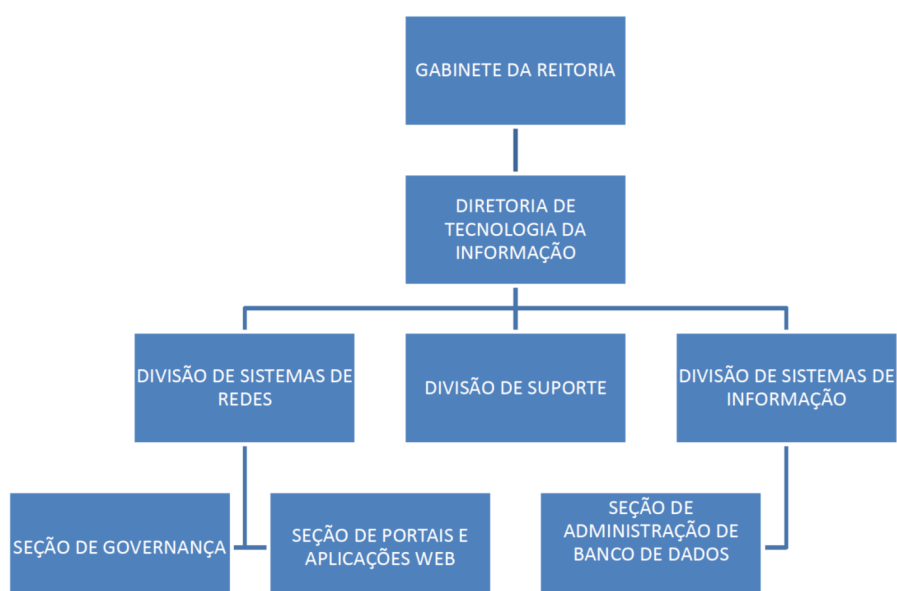 GABINETE DA REITORIA
DIRETORIA DE
TECNOLOGIA DA
INFORMAÇÃO
DIVISÃO DE SISTEMAS DE
REDES
DIVISÃO DE SUPORTE
DIVISÃO DE SISTEMAS DE
INFORMAÇÃO
SEÇÃO DE GOVERNANÇA
SEÇÃO DE PORTAIS E
APLICAÇÕES WEB
SEÇÃO DE
ADMINISTRAÇÃO DE
BANCO DE DADOS